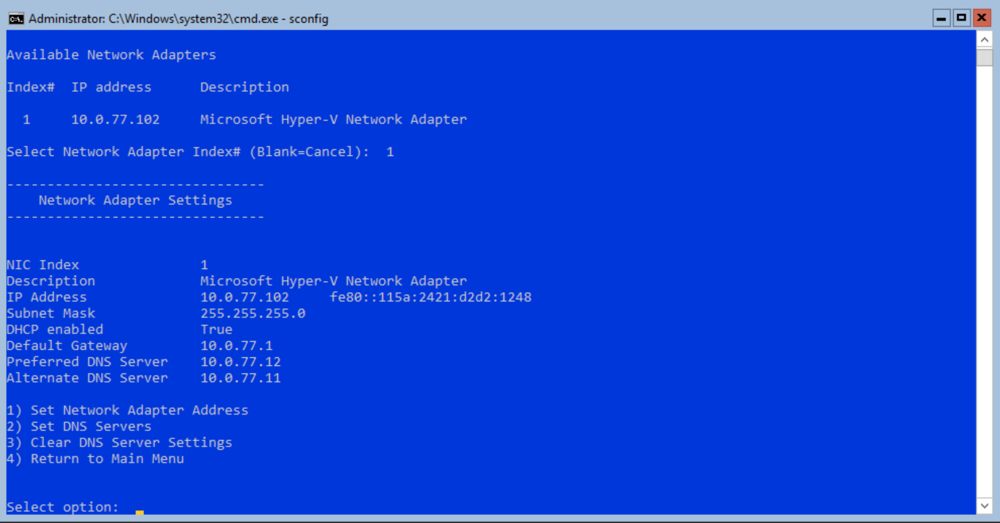 Administrator: C:\Windows\system32\cmd.exe - sconfig
Available Network Adapters
Index#  IP address      Description
1     10.0.77.102     Microsoft Hyper-V Network Adapter
Select Network Adapter Index# (Blank=Cancel):  1
--------------------------------
Network Adapter Settings
--------------------------------
NIC Index               1
Description             Microsoft Hyper-V Network Adapter
IP Address              10.0.77.102     fe80::115a:2421:d2d2:1248
Subnet Mask             255.255.255.0
DHCP enabled            True
Default Gateway         10.0.77.1
Preferred DNS Server    10.0.77.12
Alternate DNS Server    10.0.77.11
1) Set Network Adapter Address
2) Set DNS Servers
3) Clear DNS Server Settings
4) Return to Main Menu
Select option: